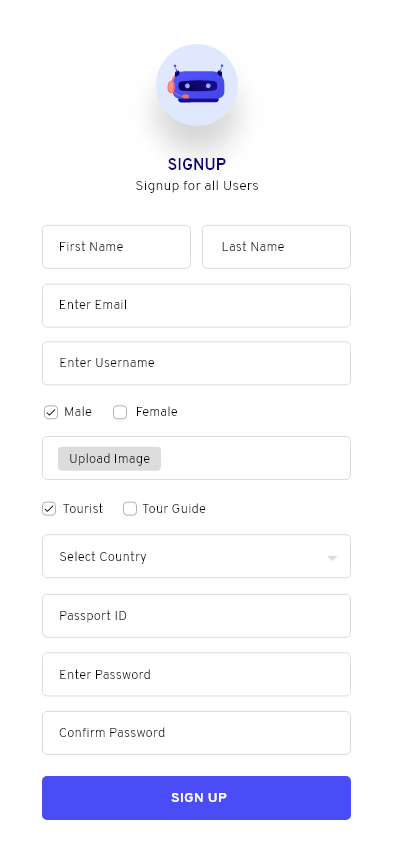 SIGNUP
Signup for all Users
First Name Last Name
Enter Email
Enter Username
Male Female
Upload Image
Tourist Tour Guide
Select Country
Passport ID
Enter Password
Confirm Password
SIGN UP